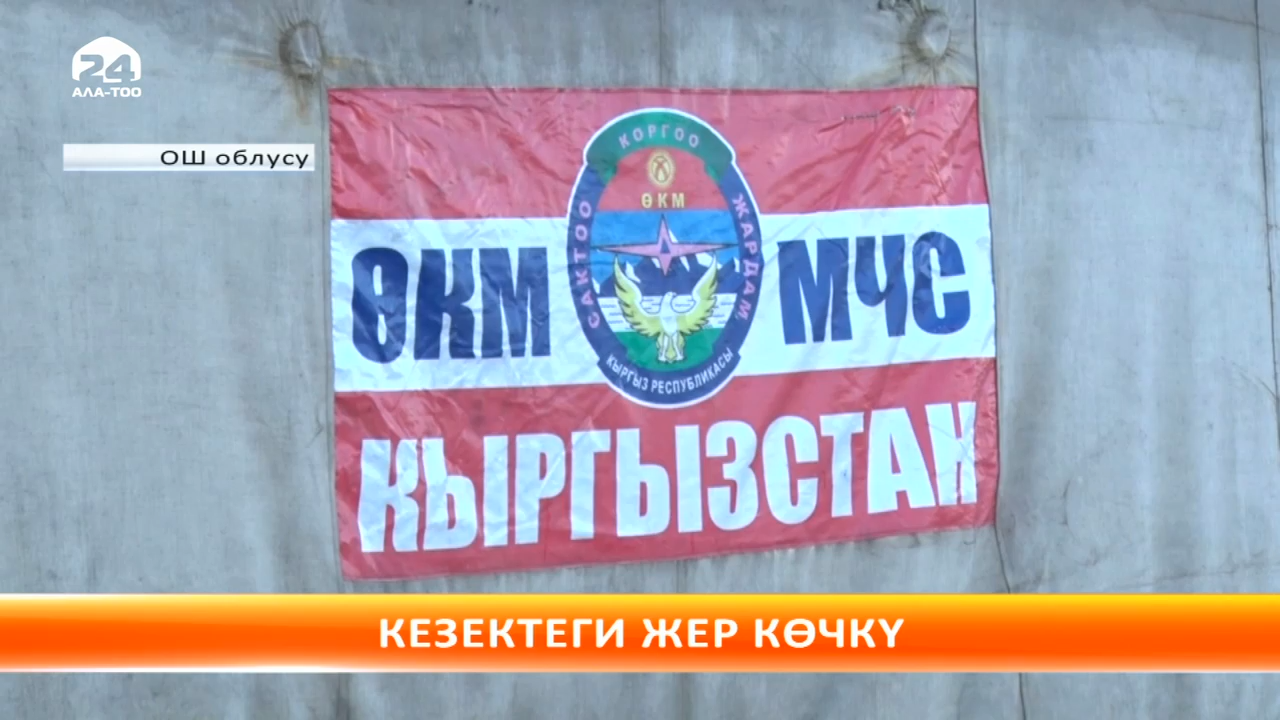 24
АЛА-ТОО
ОШ облусу
КОРГОО
ӨКМ
САКТОО
ЖАРДАМ
КЫРГЫЗ РЕСПУБЛИКАСЫ
ӨКМ
МЧС
КЫРГЫЗСТАН
КЕЗЕКТЕГИ ЖЕР КӨЧКҮ